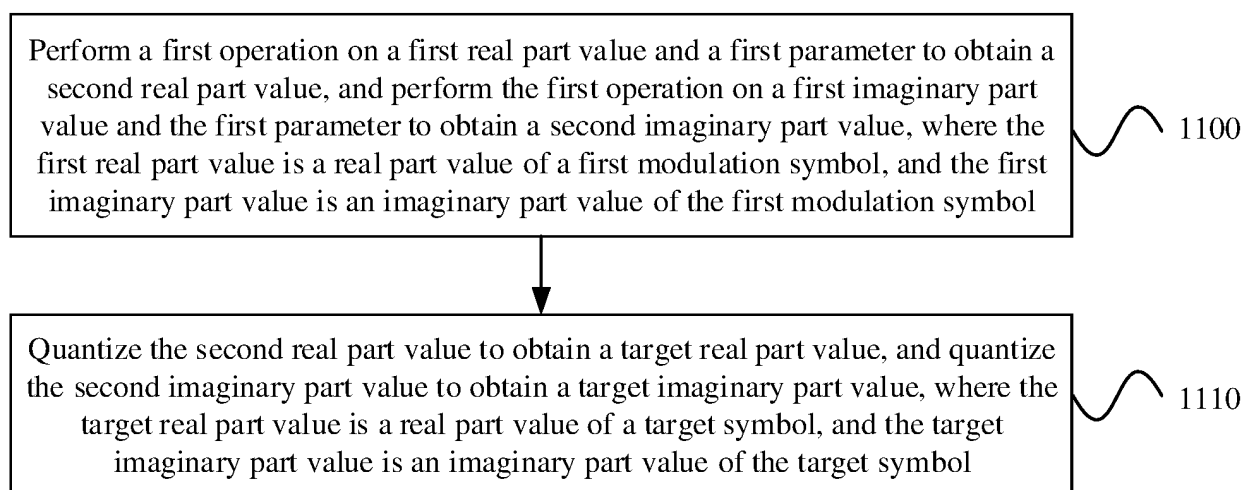 Perform a first operation on a first real part value and a first parameter to obtain a
second real part value, and perform the first operation on a first imaginary part
value and the first parameter to obtain a second imaginary part value, where the
first real part value is a real part value of a first modulation symbol, and the first
imaginary part value is an imaginary part value of the first modulation symbol
1100
Quantize the second real part value to obtain a target real part value, and quantize
the second imaginary part value to obtain a target imaginary part value, where the
target real part value is a real part value of a target symbol, and the target
imaginary part value is an imaginary part value of the target symbol
1110